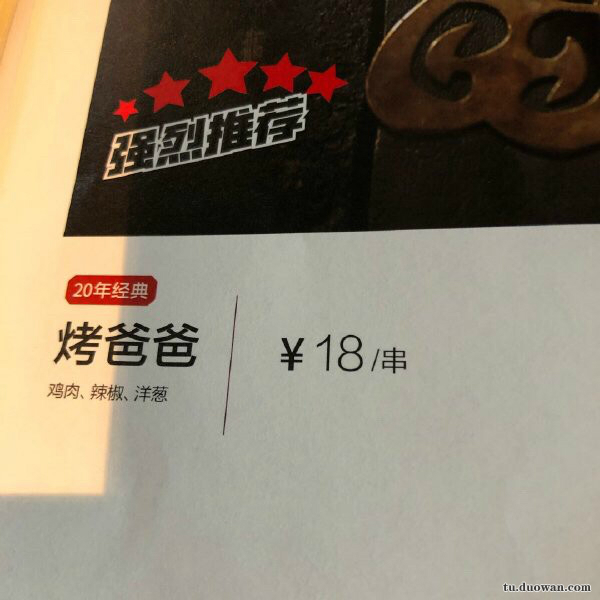 强烈推荐
20年经典
烤爸爸
鸡肉、辣椒、洋葱
¥18/串
tu.duowan.com